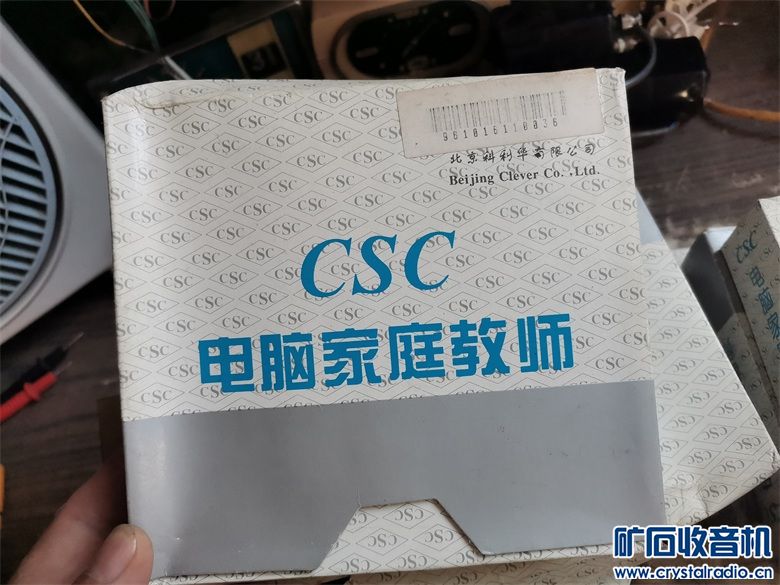 961016110036
北京科利华有限公司
Beijing Clever Co.,Ltd.
CSC
电脑家庭教师
矿石收音机
www.crystalradio.cn